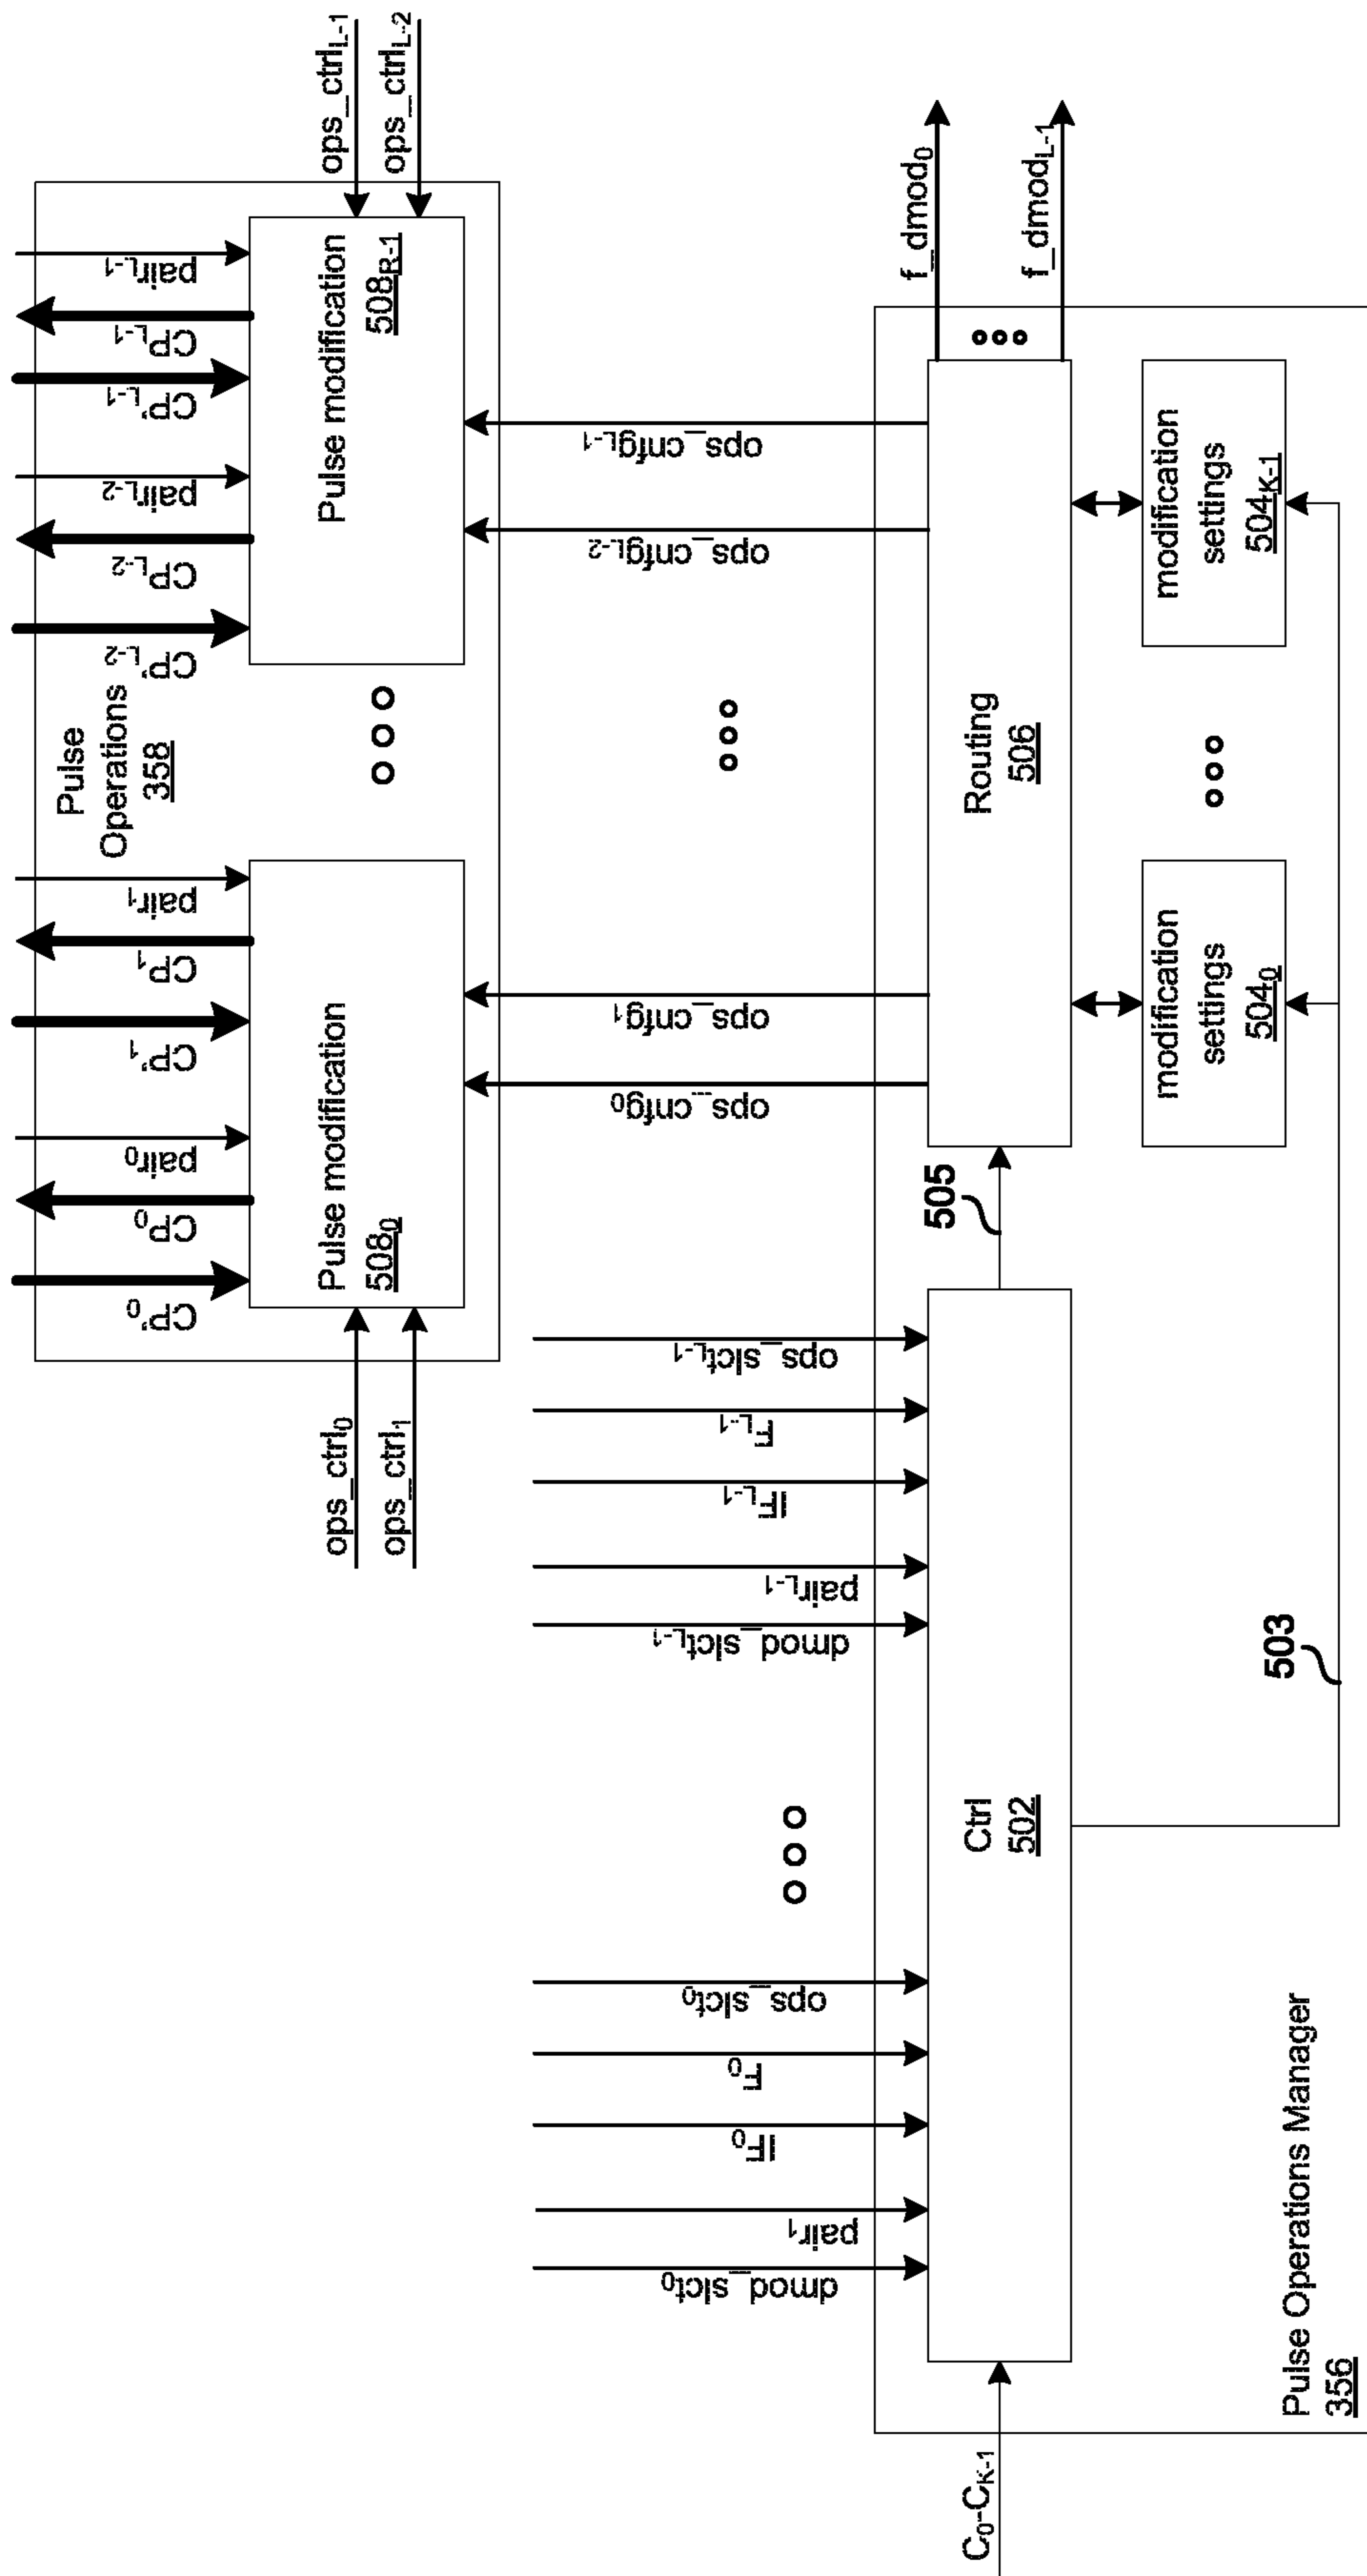 Pulse
Operations
358
CP'₀
CP₀
pair₀
CP'₁
CP₁
pair₁
CP'L-2
CPL-2
pairL-2
CP'L-1
CPL-1
pairL-1
Pulse modification
508₀
Pulse modification
508R-1
ops_ctrl₀
ops_ctrl₁
ops_ctrlL-1
ops_ctrlL-2
ops_cnfg₀
ops_cnfg₁
ops_cnfgL-2
ops_cnfgL-1
dmod_slct₀
pair₁
IF₀
F₀
ops_slct₀
dmod_slctL-1
pairL-1
IFL-1
FL-1
ops_slctL-1
C₀-CK-1
Ctrl
502
505
Routing
506
f_dmod₀
f_dmodL-1
modification
settings
504₀
modification
settings
504K-1
503
Pulse Operations Manager
356